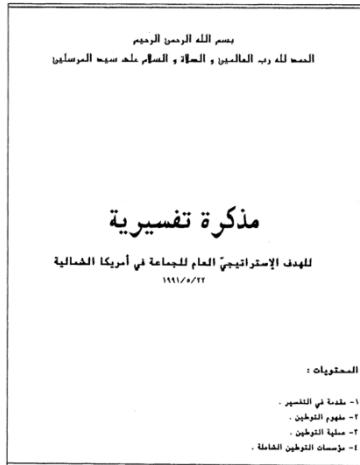 بسم الله الرحمن الرحيم
الحمد لله رب العالمين و الصلاة و السلام على سيد المرسلين
مذكرة تفسيرية
للهدف الإستراتيجيّ العام للجماعة في أمريكا الشمالية
١٩٩١/٥/٢٢
المحتويات :
١- مقدمة في التفسير .
٢- مفهوم التوطين .
٣- عملية التوطين .
٤- مؤسسات التوطين الشاملة .